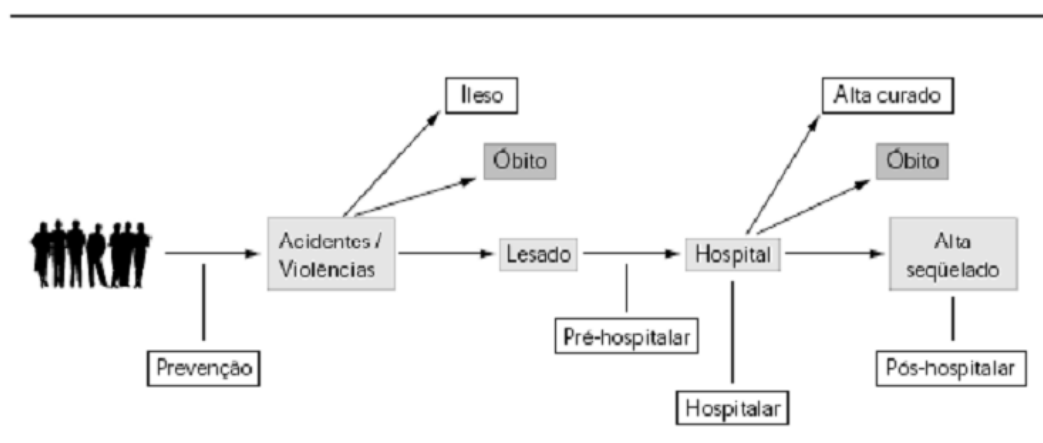 Ileso
Alta curado
Óbito
Óbito
Acidentes /
Violências
Lesado
Hospital
Alta
seqüelado
Pré-hospitalar
Prevenção
Pós-hospitalar
Hospitalar